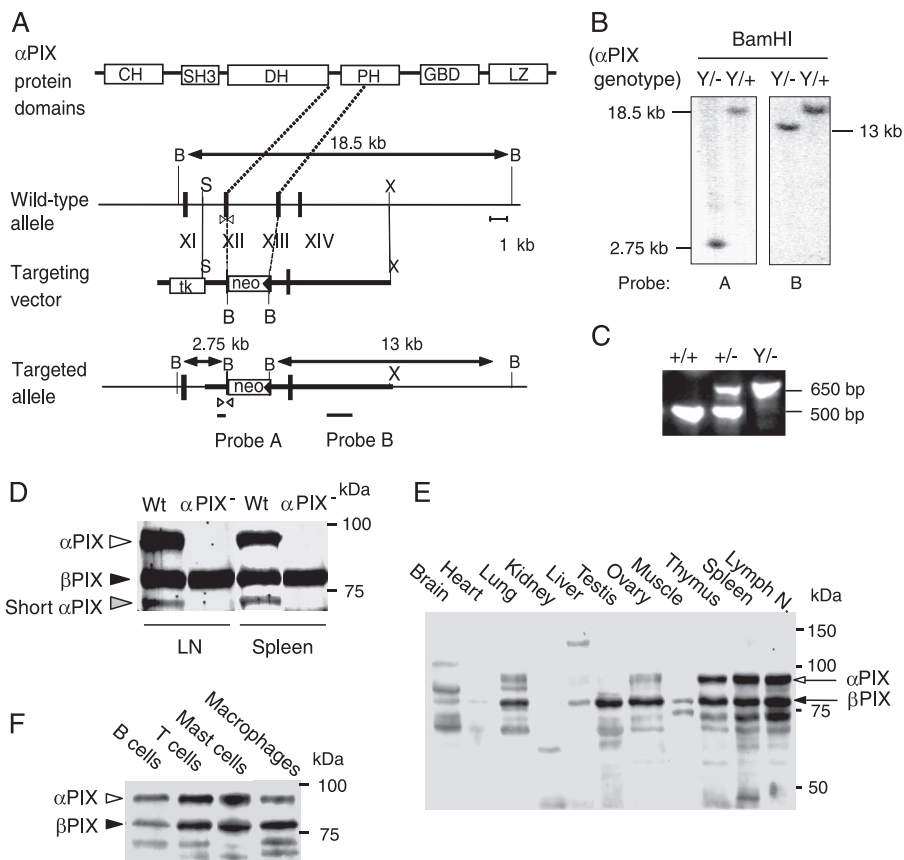 A
αPIX
protein
domains
CH SH3 DH PH GBD LZ
18.5 kb
B S B
X
Wild-type
allele
XI XII XIII XIV
1 kb
Targeting
vector
S X
tk neo
B B
2.75 kb 13 kb
Targeted
allele
B B B X B
neo
Probe A Probe B
B
BamHI
(αPIX
genotype)
Y/- Y/+ Y/- Y/+
18.5 kb
13 kb
2.75 kb
Probe: A B
C
+/+ +/- Y/-
650 bp
500 bp
D
Wt αPIX- Wt αPIX- kDa
100
αPIX
βPIX
75
Short αPIX
LN Spleen
E
Brain
Heart
Lung
Kidney
Liver
Testis
Ovary
Muscle
Thymus
Spleen
Lymph N.
kDa
150
100
αPIX
βPIX
75
50
F
B cells
T cells
Mast cells
Macrophages
kDa
100
αPIX
βPIX
75